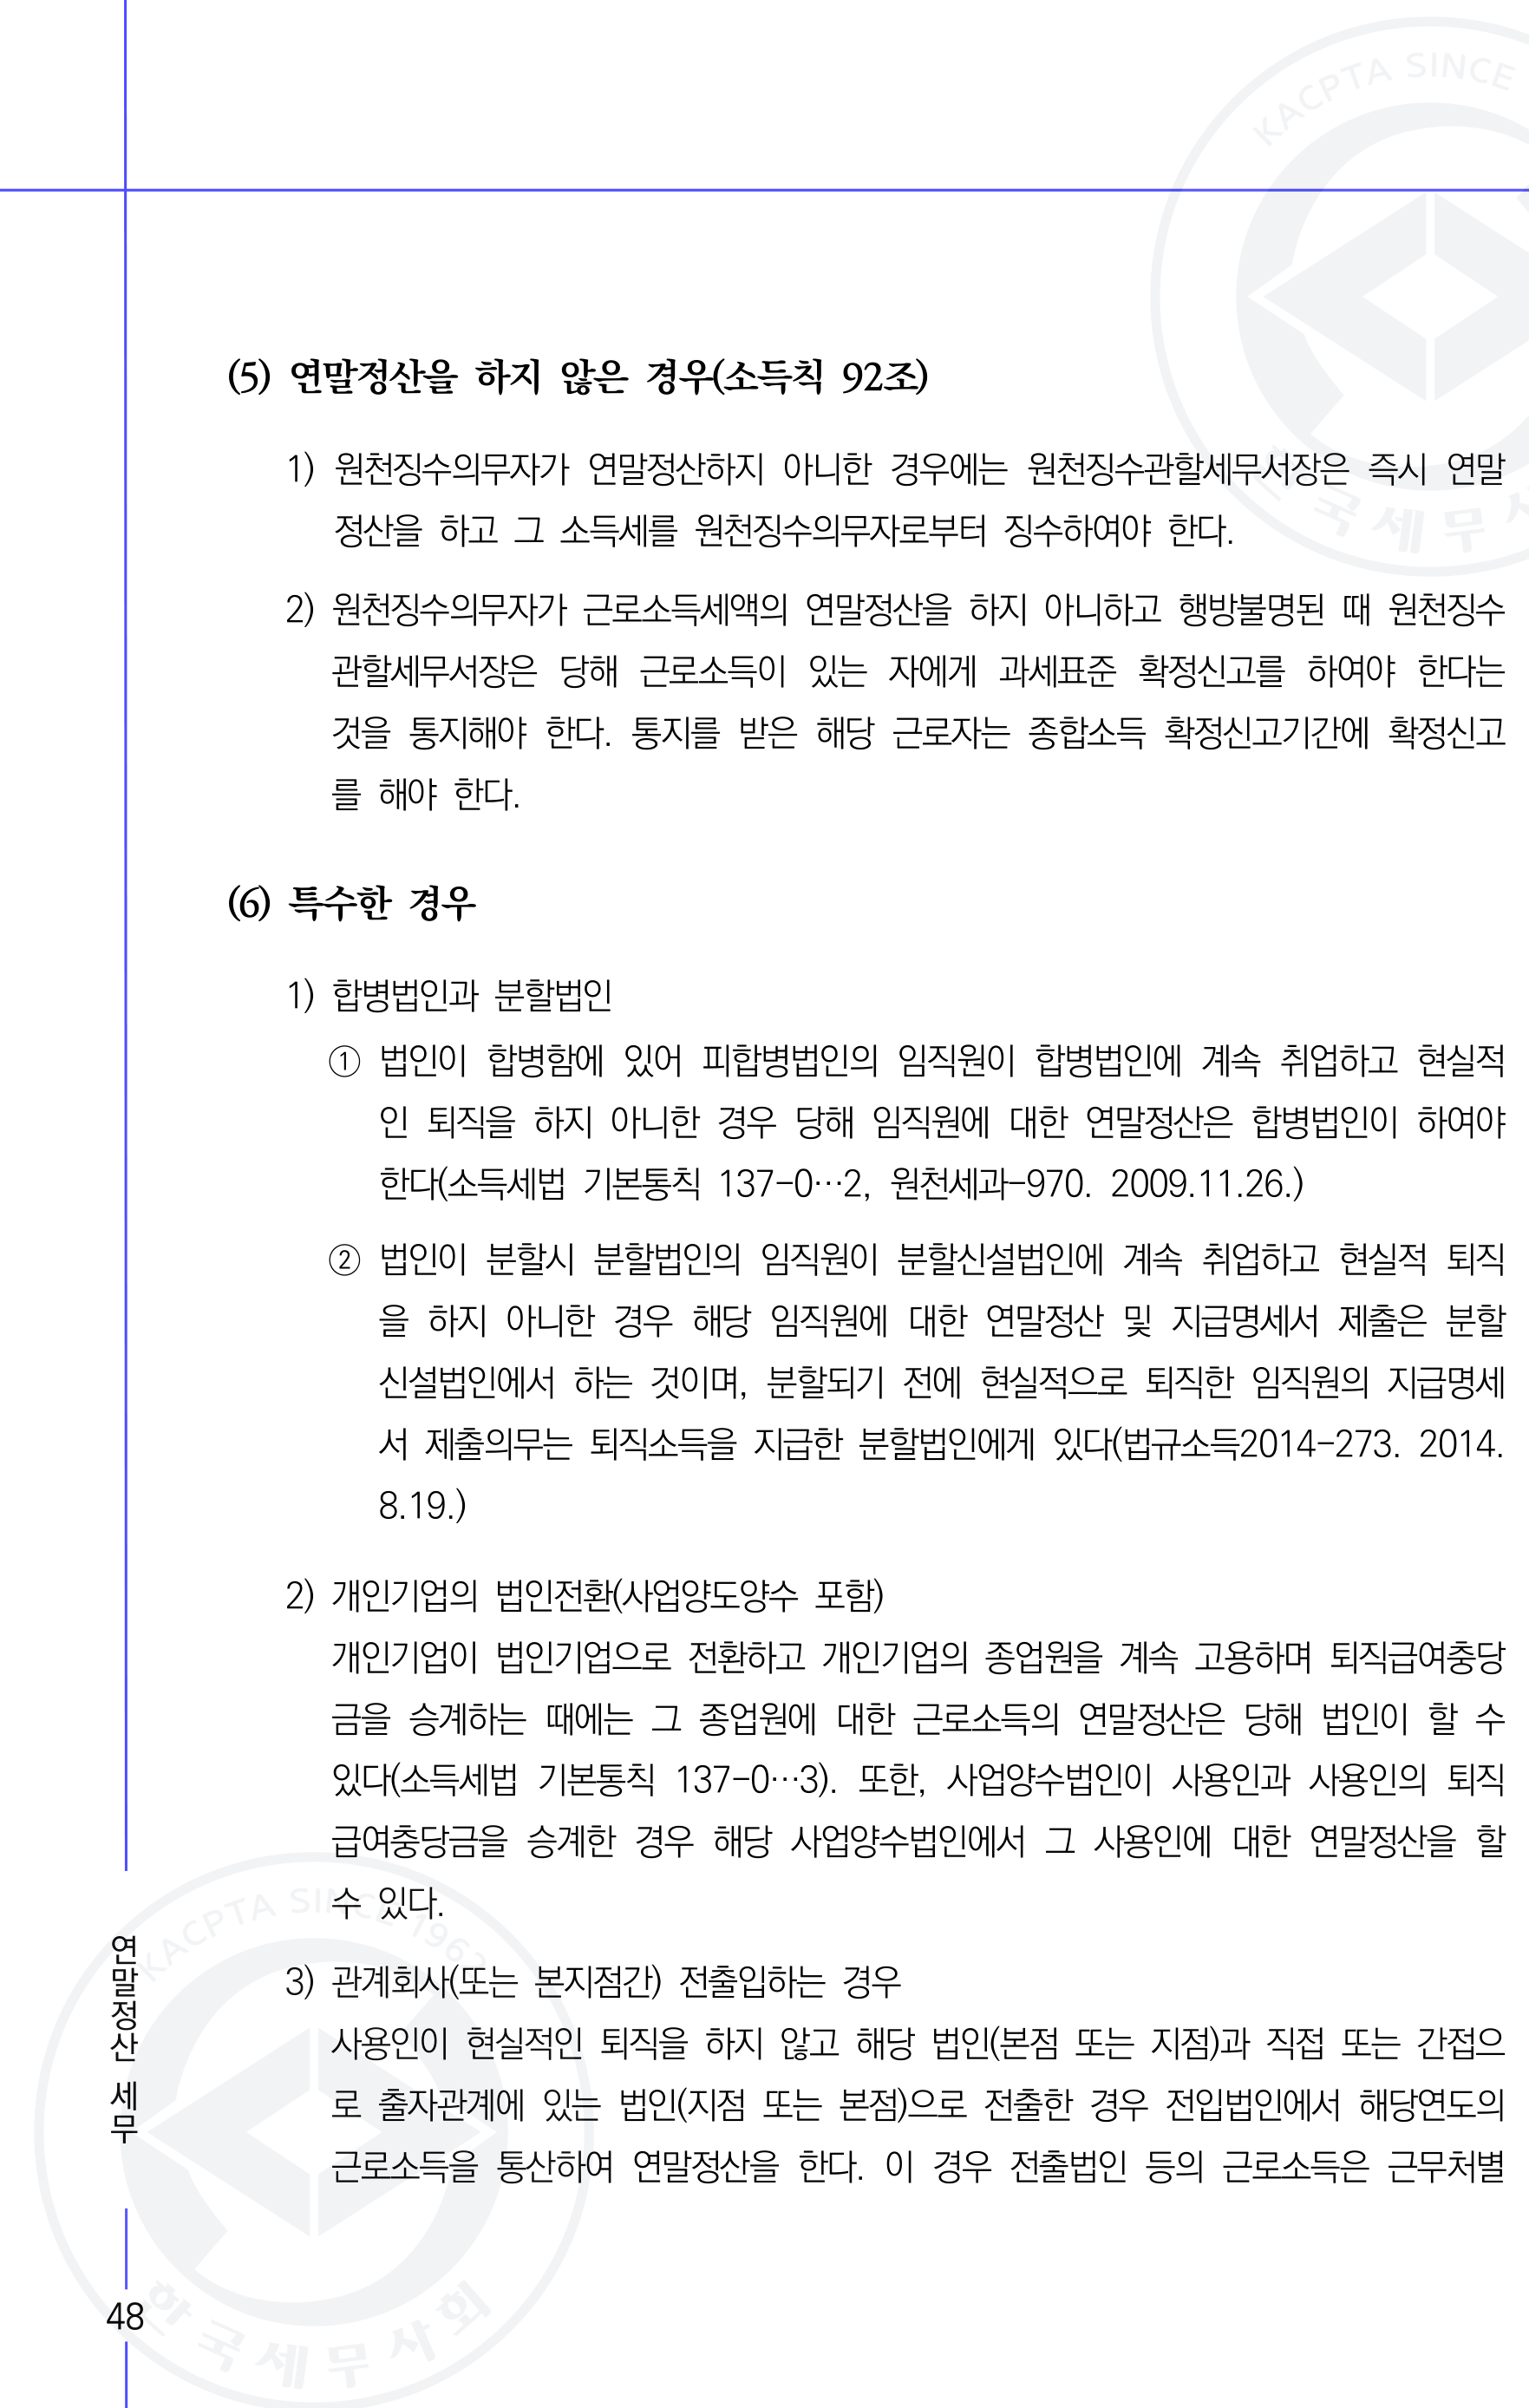 KACPTA SINCE
(5) 연말정산을 하지 않은 경우(소득칙 92조)
1) 원천징수의무자가 연말정산하지 아니한 경우에는 원천징수관할세무서장은 즉시 연말
정산을 하고 그 소득세를 원천징수의무자로부터 징수하여야 한다.
2) 원천징수의무자가 근로소득세액의 연말정산을 하지 아니하고 행방불명된 때 원천징수
관할세무서장은 당해 근로소득이 있는 자에게 과세표준 확정신고를 하여야 한다는
것을 통지해야 한다. 통지를 받은 해당 근로자는 종합소득 확정신고기간에 확정신고
를 해야 한다.
(6) 특수한 경우
1) 합병법인과 분할법인
① 법인이 합병함에 있어 피합병법인의 임직원이 합병법인에 계속 취업하고 현실적
인 퇴직을 하지 아니한 경우 당해 임직원에 대한 연말정산은 합병법인이 하여야
한다(소득세법 기본통칙 137-0…2, 원천세과-970. 2009.11.26.)
② 법인이 분할시 분할법인의 임직원이 분할신설법인에 계속 취업하고 현실적 퇴직
을 하지 아니한 경우 해당 임직원에 대한 연말정산 및 지급명세서 제출은 분할
신설법인에서 하는 것이며, 분할되기 전에 현실적으로 퇴직한 임직원의 지급명세
서 제출의무는 퇴직소득을 지급한 분할법인에게 있다(법규소득2014-273. 2014.
8.19.)
2) 개인기업의 법인전환(사업양도양수 포함)
개인기업이 법인기업으로 전환하고 개인기업의 종업원을 계속 고용하며 퇴직급여충당
금을 승계하는 때에는 그 종업원에 대한 근로소득의 연말정산은 당해 법인이 할 수
있다(소득세법 기본통칙 137-0…3). 또한, 사업양수법인이 사용인과 사용인의 퇴직
급여충당금을 승계한 경우 해당 사업양수법인에서 그 사용인에 대한 연말정산을 할
수 있다.
3) 관계회사(또는 본지점간) 전출입하는 경우
사용인이 현실적인 퇴직을 하지 않고 해당 법인(본점 또는 지점)과 직접 또는 간접으
로 출자관계에 있는 법인(지점 또는 본점)으로 전출한 경우 전입법인에서 해당연도의
근로소득을 통산하여 연말정산을 한다. 이 경우 전출법인 등의 근로소득은 근무처별
연말정산 세무
48
KACPTA SINCE 1962
한국세무사회